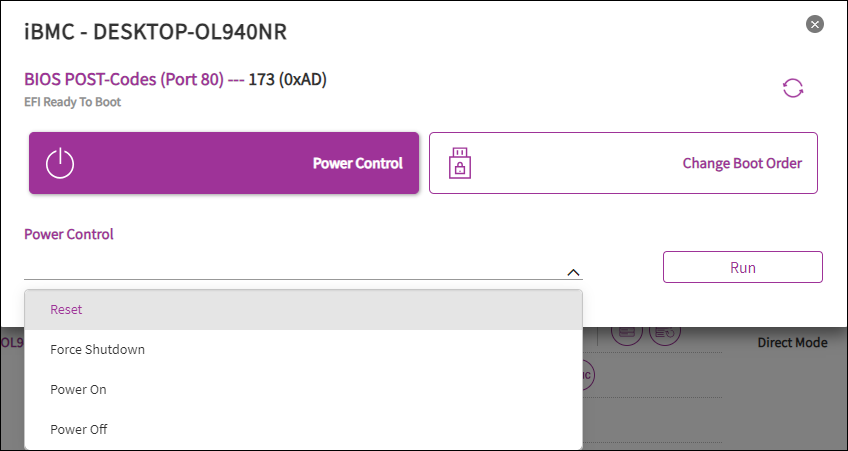 iBMC - DESKTOP-OL940NR
BIOS POST-Codes (Port 80) --- 173 (0xAD)
EFI Ready To Boot
Power Control
Change Boot Order
Power Control
Run
Reset
Force Shutdown
Power On
Power Off
OL9
Direct Mode